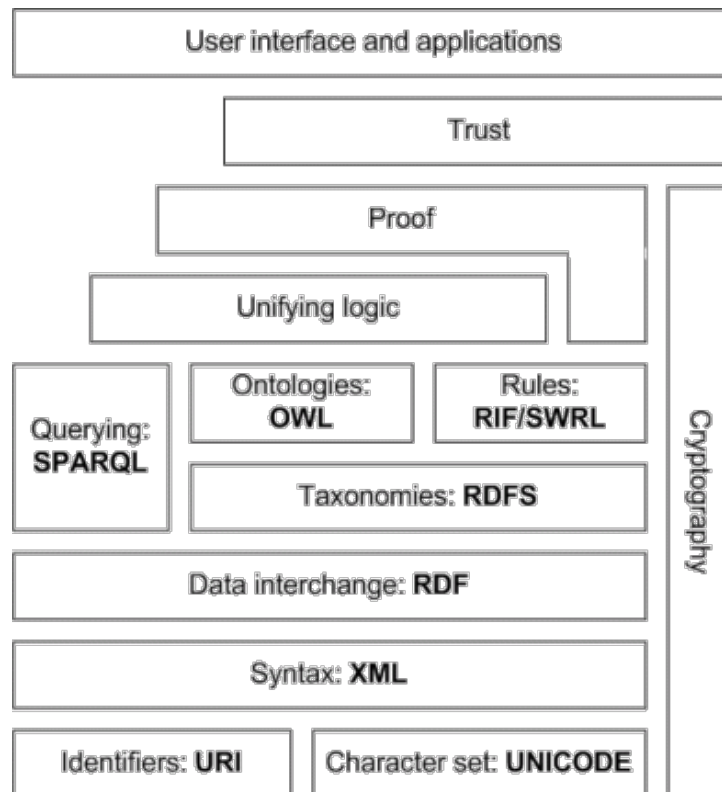 User interface and applications
Trust
Proof
Unifying logic
Ontologies:
OWL
Rules:
RIF/SWRL
Querying:
SPARQL
Taxonomies: RDFS
Cryptography
Data interchange: RDF
Syntax: XML
Identifiers: URI
Character set: UNICODE